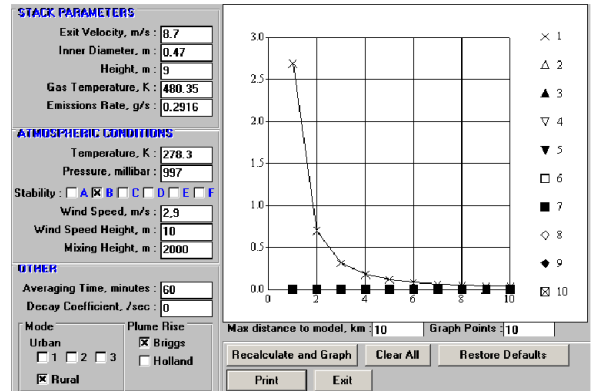 STACK PARAMETERS
Exit Velocity, m/s : 8.7
Inner Diameter, m : 0.47
Height, m : 9
Gas Temperature, K : 480.35
Emissions Rate, g/s : 0.2916
ATMOSPHERIC CONDITIONS
Temperature, K : 278.3
Pressure, millibar : 997
Stability : A B C D E F
Wind Speed, m/s : 2,9
Wind Speed Height, m : 10
Mixing Height, m : 2000
OTHER
Averaging Time, minutes : 60
Decay Coefficient, /sec : 0
Mode
Urban
1 2 3
Rural
Plume Rise
Briggs
Holland
3.0
2.5
2.0
1.5
1.0
0.5
0.0
0 2 4 6 8 10
1
2
3
4
5
6
7
8
9
10
Max distance to model, km : 10 Graph Points : 10
Recalculate and Graph Clear All Restore Defaults
Print Exit